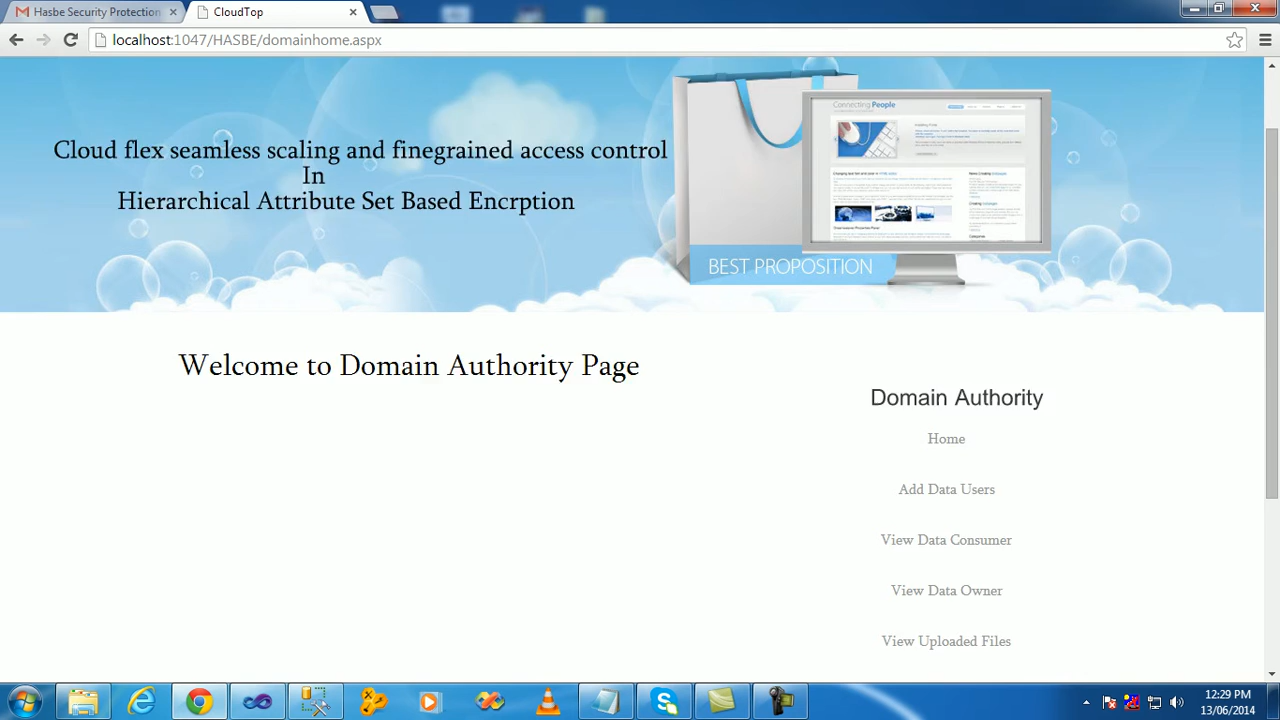 Hasbe Security Protection
CloudTop
localhost:1047/HASBE/domainhome.aspx
Cloud flex seamless scaling and finegrained access control
In
Hierarchical Attribute Set Based Encrption
Connecting People
BEST PROPOSITION
Welcome to Domain Authority Page
Domain Authority
Home
Add Data Users
View Data Consumer
View Data Owner
View Uploaded Files
12:29 PM
13/06/2014